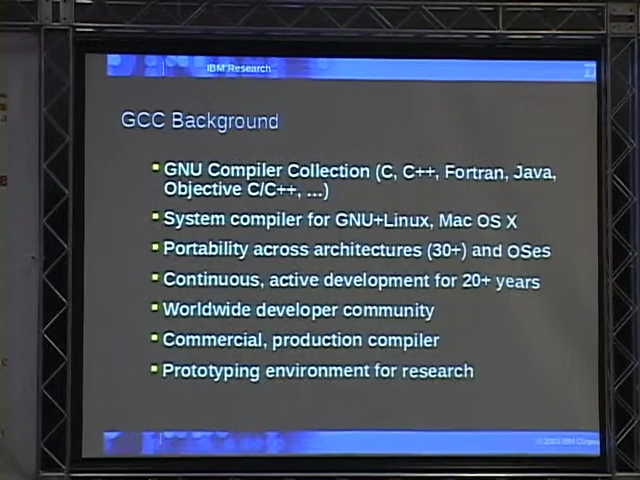 IBM Research
GCC Background
GNU Compiler Collection (C, C++, Fortran, Java,
Objective C/C++, ...)
System compiler for GNU+Linux, Mac OS X
Portability across architectures (30+) and OSes
Continuous, active development for 20+ years
Worldwide developer community
Commercial, production compiler
Prototyping environment for research
IBM